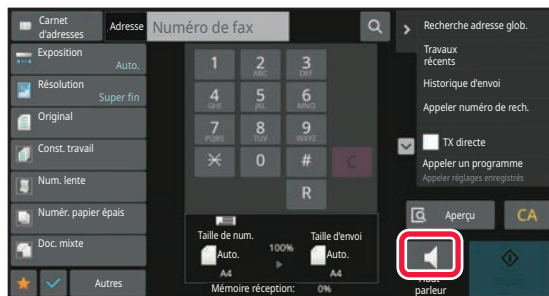 Carnet
d'adresses
Adresse
Numéro de fax
Recherche adresse glob.
Exposition
Auto.
Travaux
récents
Résolution
Super fin
Historique d'envoi
Original
Appeler numéro de rech.
Const. travail
TX directe
Num. lente
Appeler un programme
Appeler réglages enregistrés
Numér. papier épais
Doc. mixte
Autres
1
2
ABC
3
DEF
4
GHI
5
JKL
6
MNO
7
PQRS
8
TUV
9
WXYZ
0
#
C
R
Taille de num.
Taille d'envoi
Auto.
100%
Auto.
A4
A4
Mémoire réception:
0%
Aperçu
CA
Haut
parleur